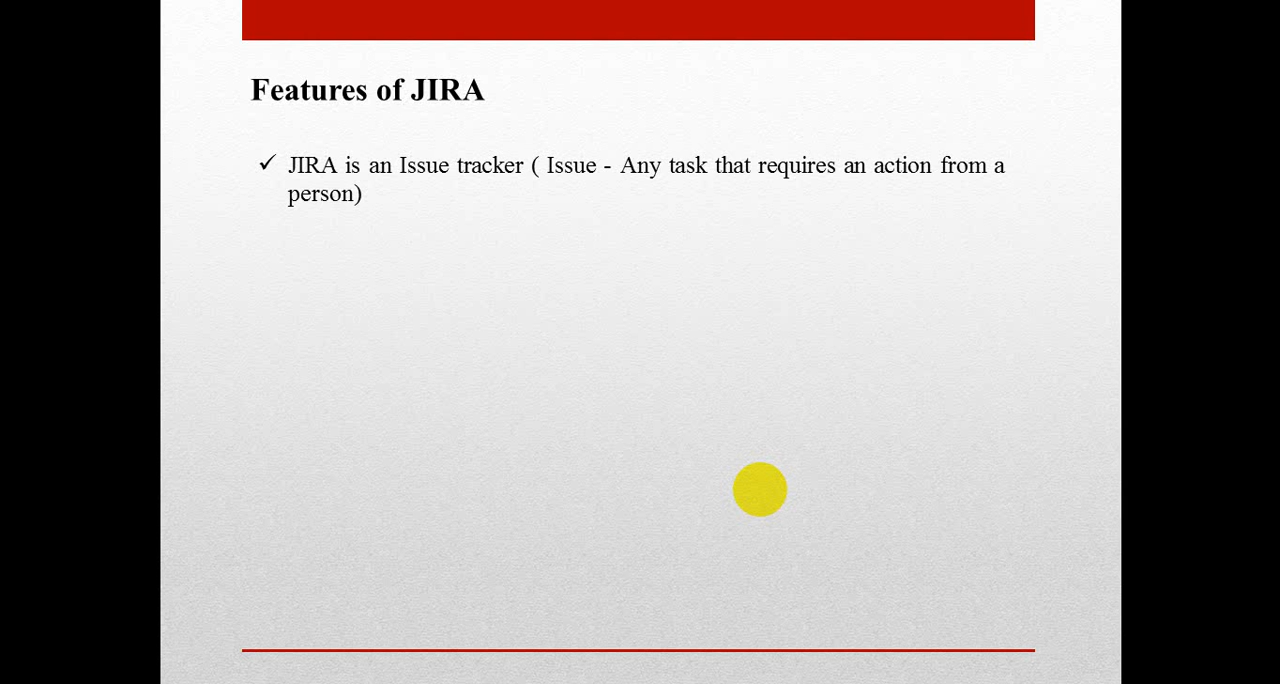 Features of JIRA
✓ JIRA is an Issue tracker ( Issue - Any task that requires an action from a
person)